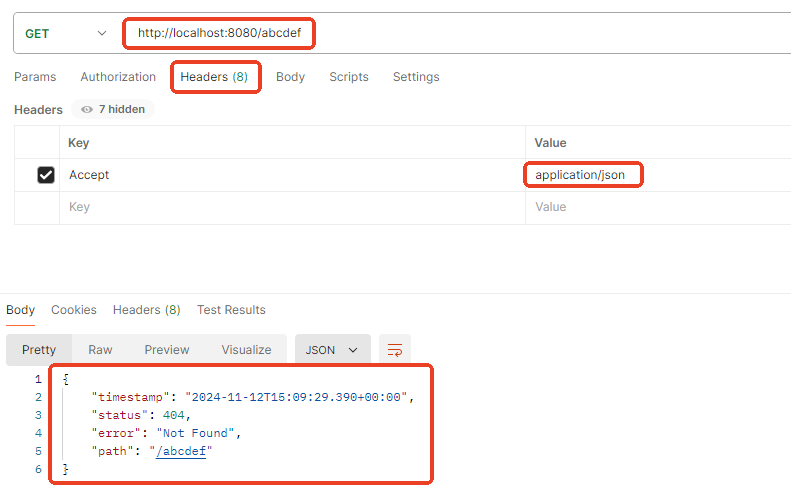 GET http://localhost:8080/abcdef
Params Authorization Headers (8) Body Scripts Settings
Headers 7 hidden
Key Value
Accept application/json
Key Value
Body Cookies Headers (8) Test Results
Pretty Raw Preview Visualize JSON
1 {
2 "timestamp": "2024-11-12T15:09:29.390+00:00",
3 "status": 404,
4 "error": "Not Found",
5 "path": "/abcdef"
6 }